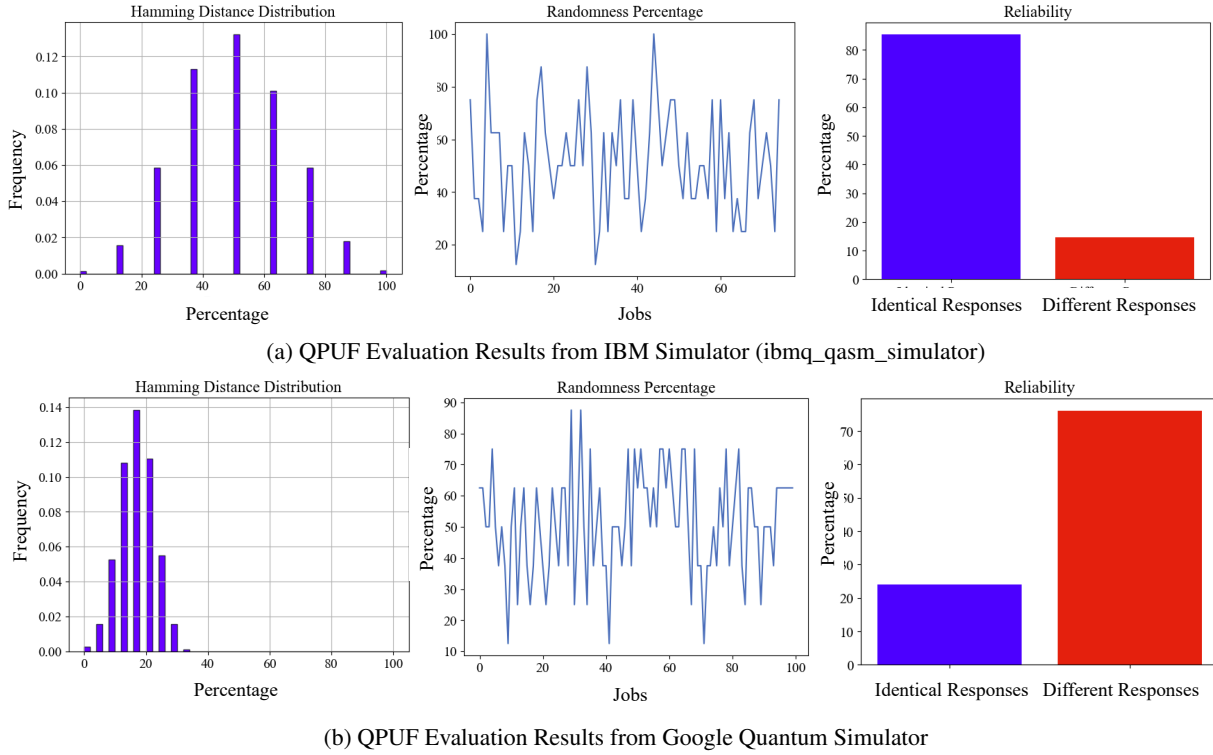 Hamming Distance Distribution
Randomness Percentage
Reliability
Frequency
0.12
0.10
0.08
0.06
0.04
0.02
0.00
0 20 40 60 80 100
Percentage
Percentage
100
80
60
40
20
0 20 40 60
Jobs
Percentage
80
70
60
50
40
30
20
10
0
Identical Responses Different Responses
(a) QPUF Evaluation Results from IBM Simulator (ibmq_qasm_simulator)
Hamming Distance Distribution
Randomness Percentage
Reliability
Frequency
0.14
0.12
0.10
0.08
0.06
0.04
0.02
0.00
0 20 40 60 80 100
Percentage
Percentage
90
80
70
60
50
40
30
20
10
0 20 40 60 80 100
Jobs
Percentage
70
60
50
40
30
20
10
0
Identical Responses Different Responses
(b) QPUF Evaluation Results from Google Quantum Simulator